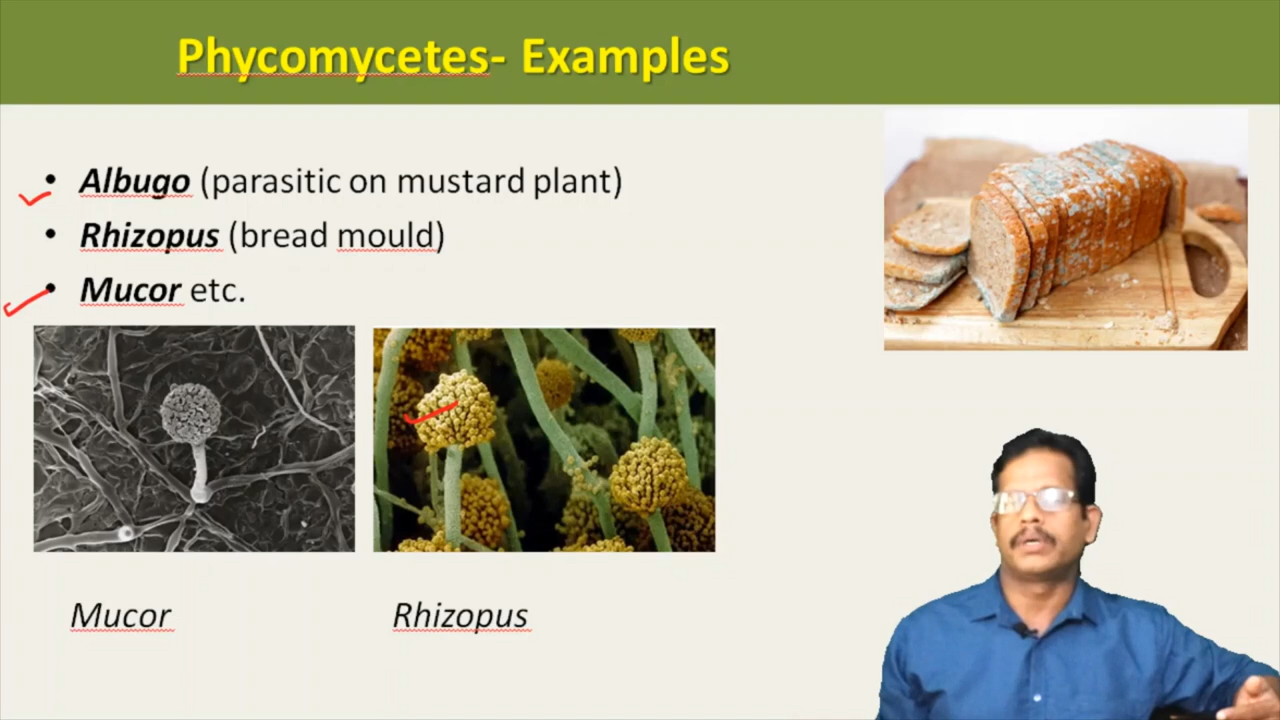 Phycomycetes- Examples
• Albugo (parasitic on mustard plant)
• Rhizopus (bread mould)
• Mucor etc.
Mucor
Rhizopus